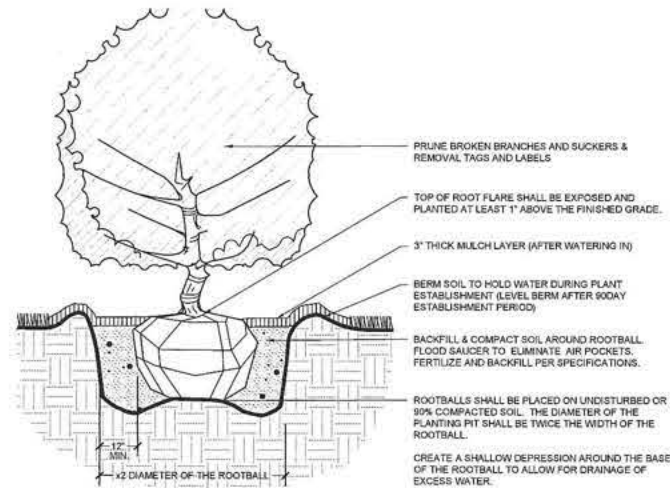 PRUNE BROKEN BRANCHES AND SUCKERS &
REMOVAL TAGS AND LABELS
TOP OF ROOT FLARE SHALL BE EXPOSED AND
PLANTED AT LEAST 1" ABOVE THE FINISHED GRADE.
3" THICK MULCH LAYER (AFTER WATERING IN)
BERM SOIL TO HOLD WATER DURING PLANT
ESTABLISHMENT (LEVEL BERM AFTER 90DAY
ESTABLISHMENT PERIOD)
BACKFILL & COMPACT SOIL AROUND ROOTBALL.
FLOOD SAUCER TO ELIMINATE AIR POCKETS.
FERTILIZE AND BACKFILL PER SPECIFICATIONS.
ROOTBALLS SHALL BE PLACED ON UNDISTURBED OR
90% COMPACTED SOIL. THE DIAMETER OF THE
PLANTING PIT SHALL BE TWICE THE WIDTH OF THE
ROOTBALL.
CREATE A SHALLOW DEPRESSION AROUND THE BASE
OF THE ROOTBALL TO ALLOW FOR DRAINAGE OF
EXCESS WATER.
12"
MIN.
x2 DIAMETER OF THE ROOTBALL